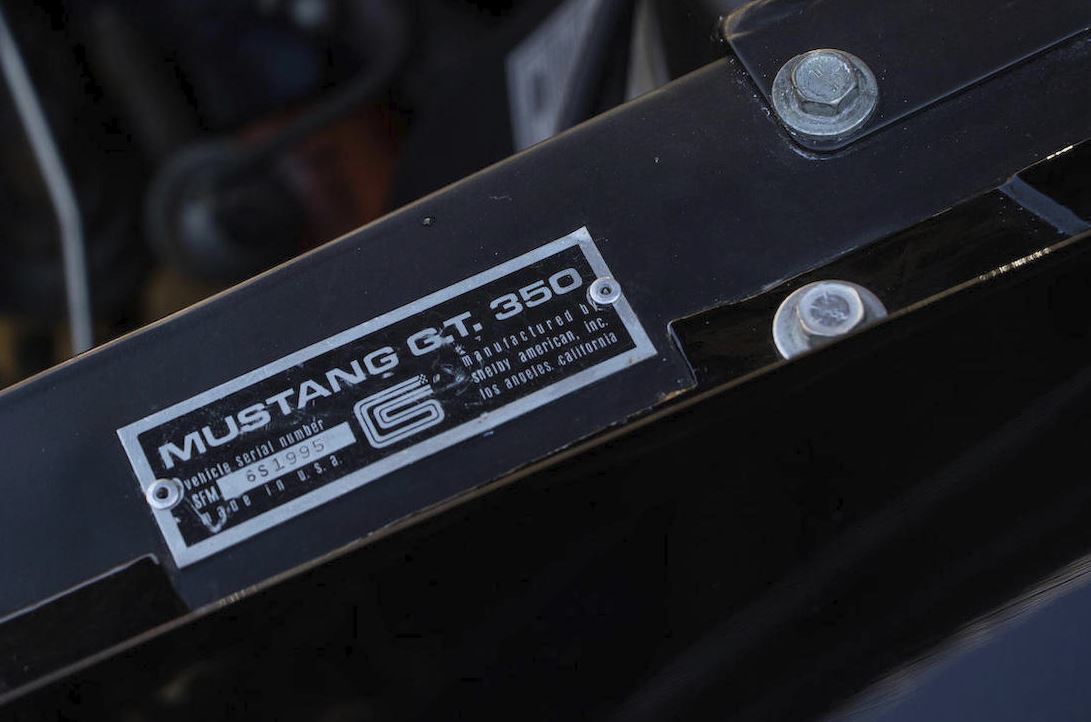 MUSTANG G.T. 350
vehicle serial number
SFM 6S1995
made in u.s.a.
manufactured by
shelby american, inc.
los angeles, california